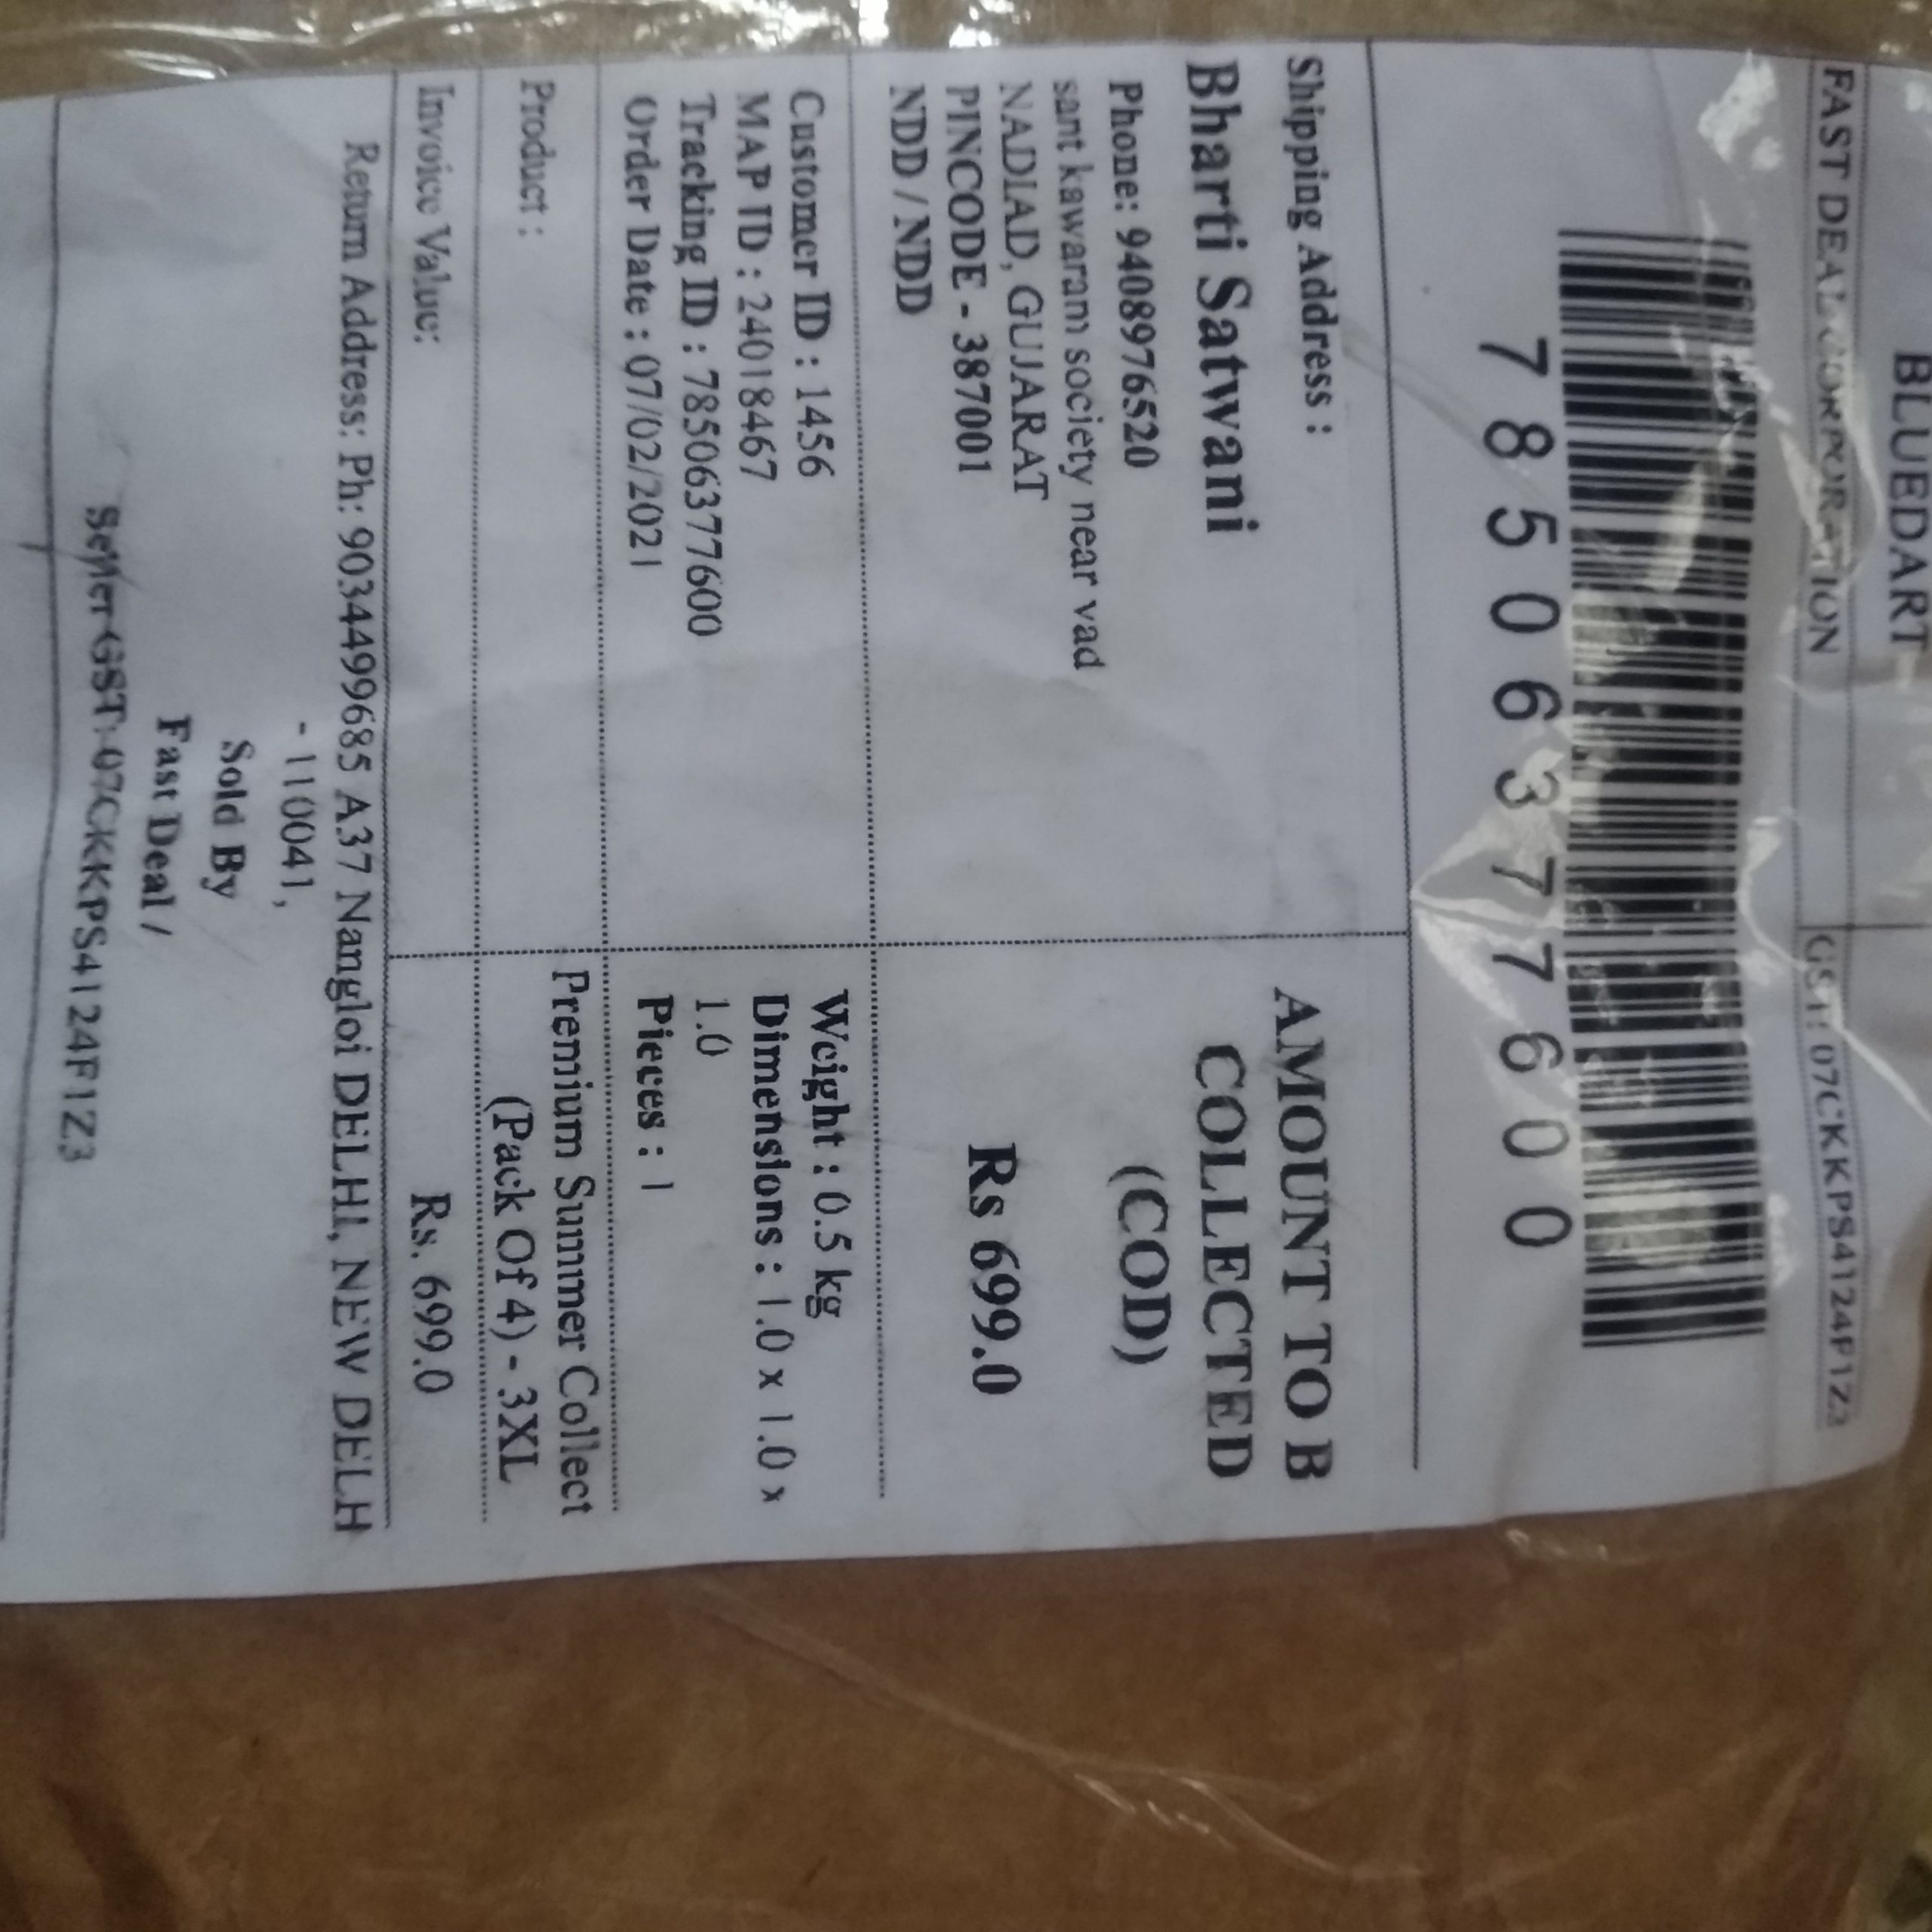 BLUEDART
FAST DEAL CORPORATION
GST: 07CKKPS4124F1Z3
78506377600
Shipping Address :
Bharti Satwani
Phone: 9408976520
sant kawaram society near vad
NADIAD, GUJARAT
PINCODE - 387001
NDD / NDD
AMOUNT TO B
COLLECTED
(COD)
Rs 699.0
Customer ID : 1456
MAP ID : 24018467
Tracking ID : 78506377600
Order Date : 07/02/2021
Weight : 0.5 kg
Dimensions : 1.0 x 1.0 x
1.0
Pieces : 1
Product :
Premium Summer Collect
(Pack Of 4) - 3XL
Invoice Value:
Rs. 699.0
Return Address: Ph: 9034499685 A37 Nangloi DELHI, NEW DELH
- 110041,
Sold By
Fast Deal /
Seller GST: 07CKKPS4124F1Z3